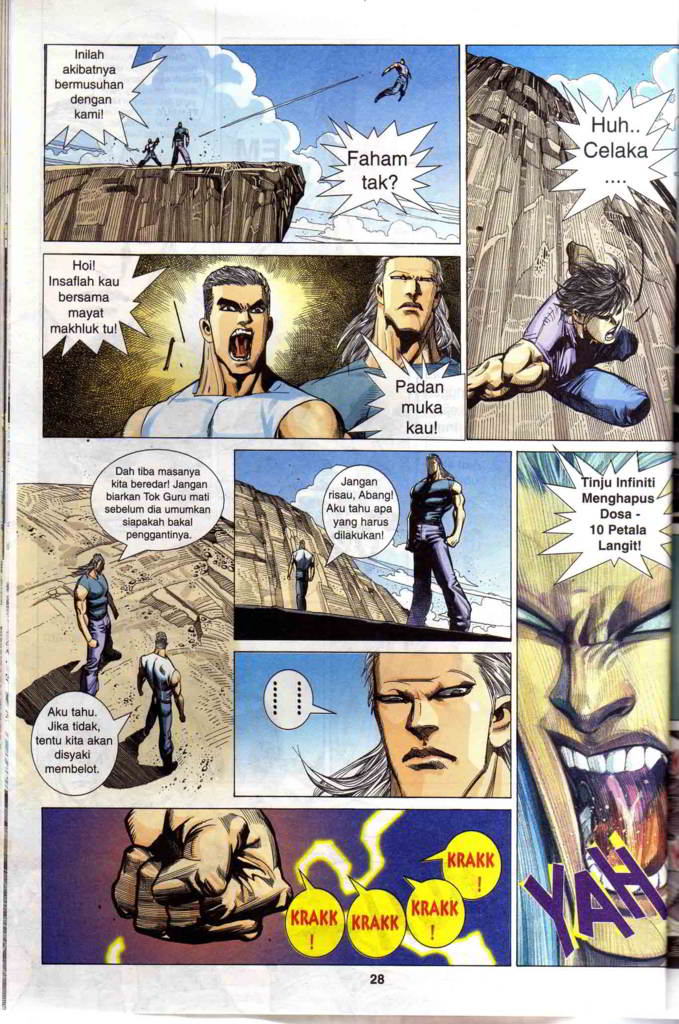 Inilah
akibatnya
bermusuhan
dengan
kami!
Faham
tak?
Huh..
Celaka
....
Hoi!
Insaflah kau
bersama
mayat
makhluk tu!
Padan
muka
kau!
Dah tiba masanya
kita beredar! Jangan
biarkan Tok Guru mati
sebelum dia umumkan
siapakah bakal
penggantinya.
Aku tahu.
Jika tidak,
tentu kita akan
disyaki
membelot.
Jangan
risau, Abang!
Aku tahu apa
yang harus
dilakukan!
Tinju Infiniti
Menghapus
Dosa -
10 Petala
Langit!
YAH
KRAKK
!
KRAKK
KRAKK
!
KRAKK
!
28